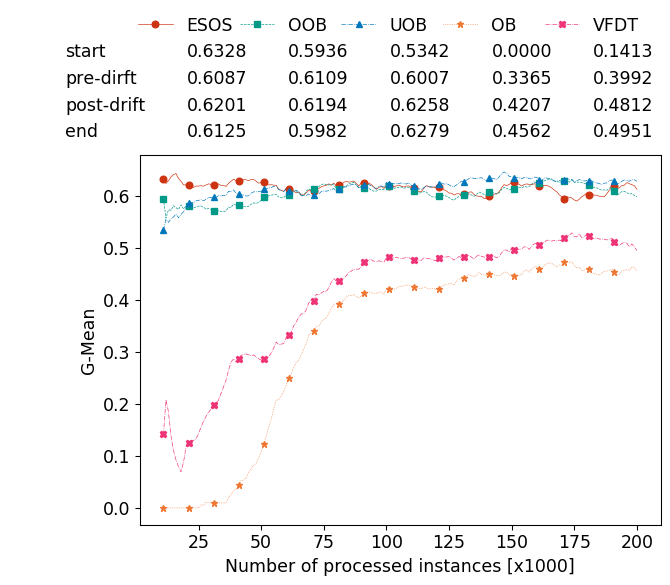 ESOS OOB UOB OB VFDT
start 0.6328 0.5936 0.5342 0.0000 0.1413
pre-dirft 0.6087 0.6109 0.6007 0.3365 0.3992
post-drift 0.6201 0.6194 0.6258 0.4207 0.4812
end 0.6125 0.5982 0.6279 0.4562 0.4951
G-Mean
0.6
0.5
0.4
0.3
0.2
0.1
0.0
25 50 75 100 125 150 175 200
Number of processed instances [x1000]